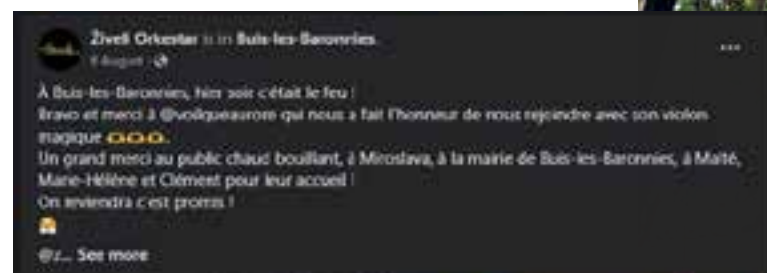 Živeli Orkestar is in Buis-les-Baronnies.
8 August ·
À Buis-les-Baronnies, hier soir c'était le feu !
Bravo et merci à @voilqueaurore qui nous a fait l'honneur de nous rejoindre avec son violon
magique
Un grand merci au public chaud bouillant, à Miroslava, à la mairie de Buis-les-Baronnies, à Maïté,
Marie-Hélène et Clément pour leur accueil !
On reviendra c'est promis !
... See more